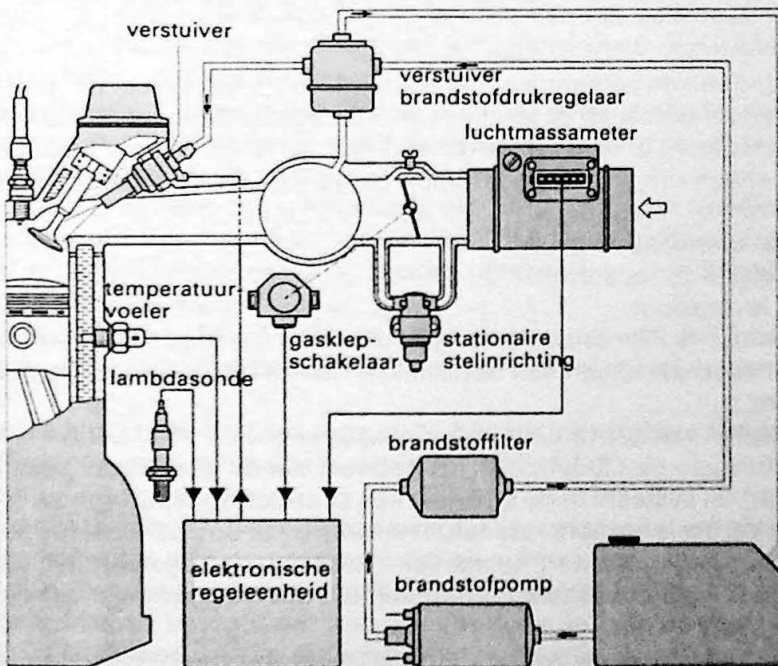 verstuiver
verstuiver
brandstofdrukregelaar
luchtmassameter
temperatuur
voeler
gasklep-
schakelaar
stationaire
stelinrichting
lambdasonde
brandstoffilter
elektronische
regeleenheid
brandstofpomp